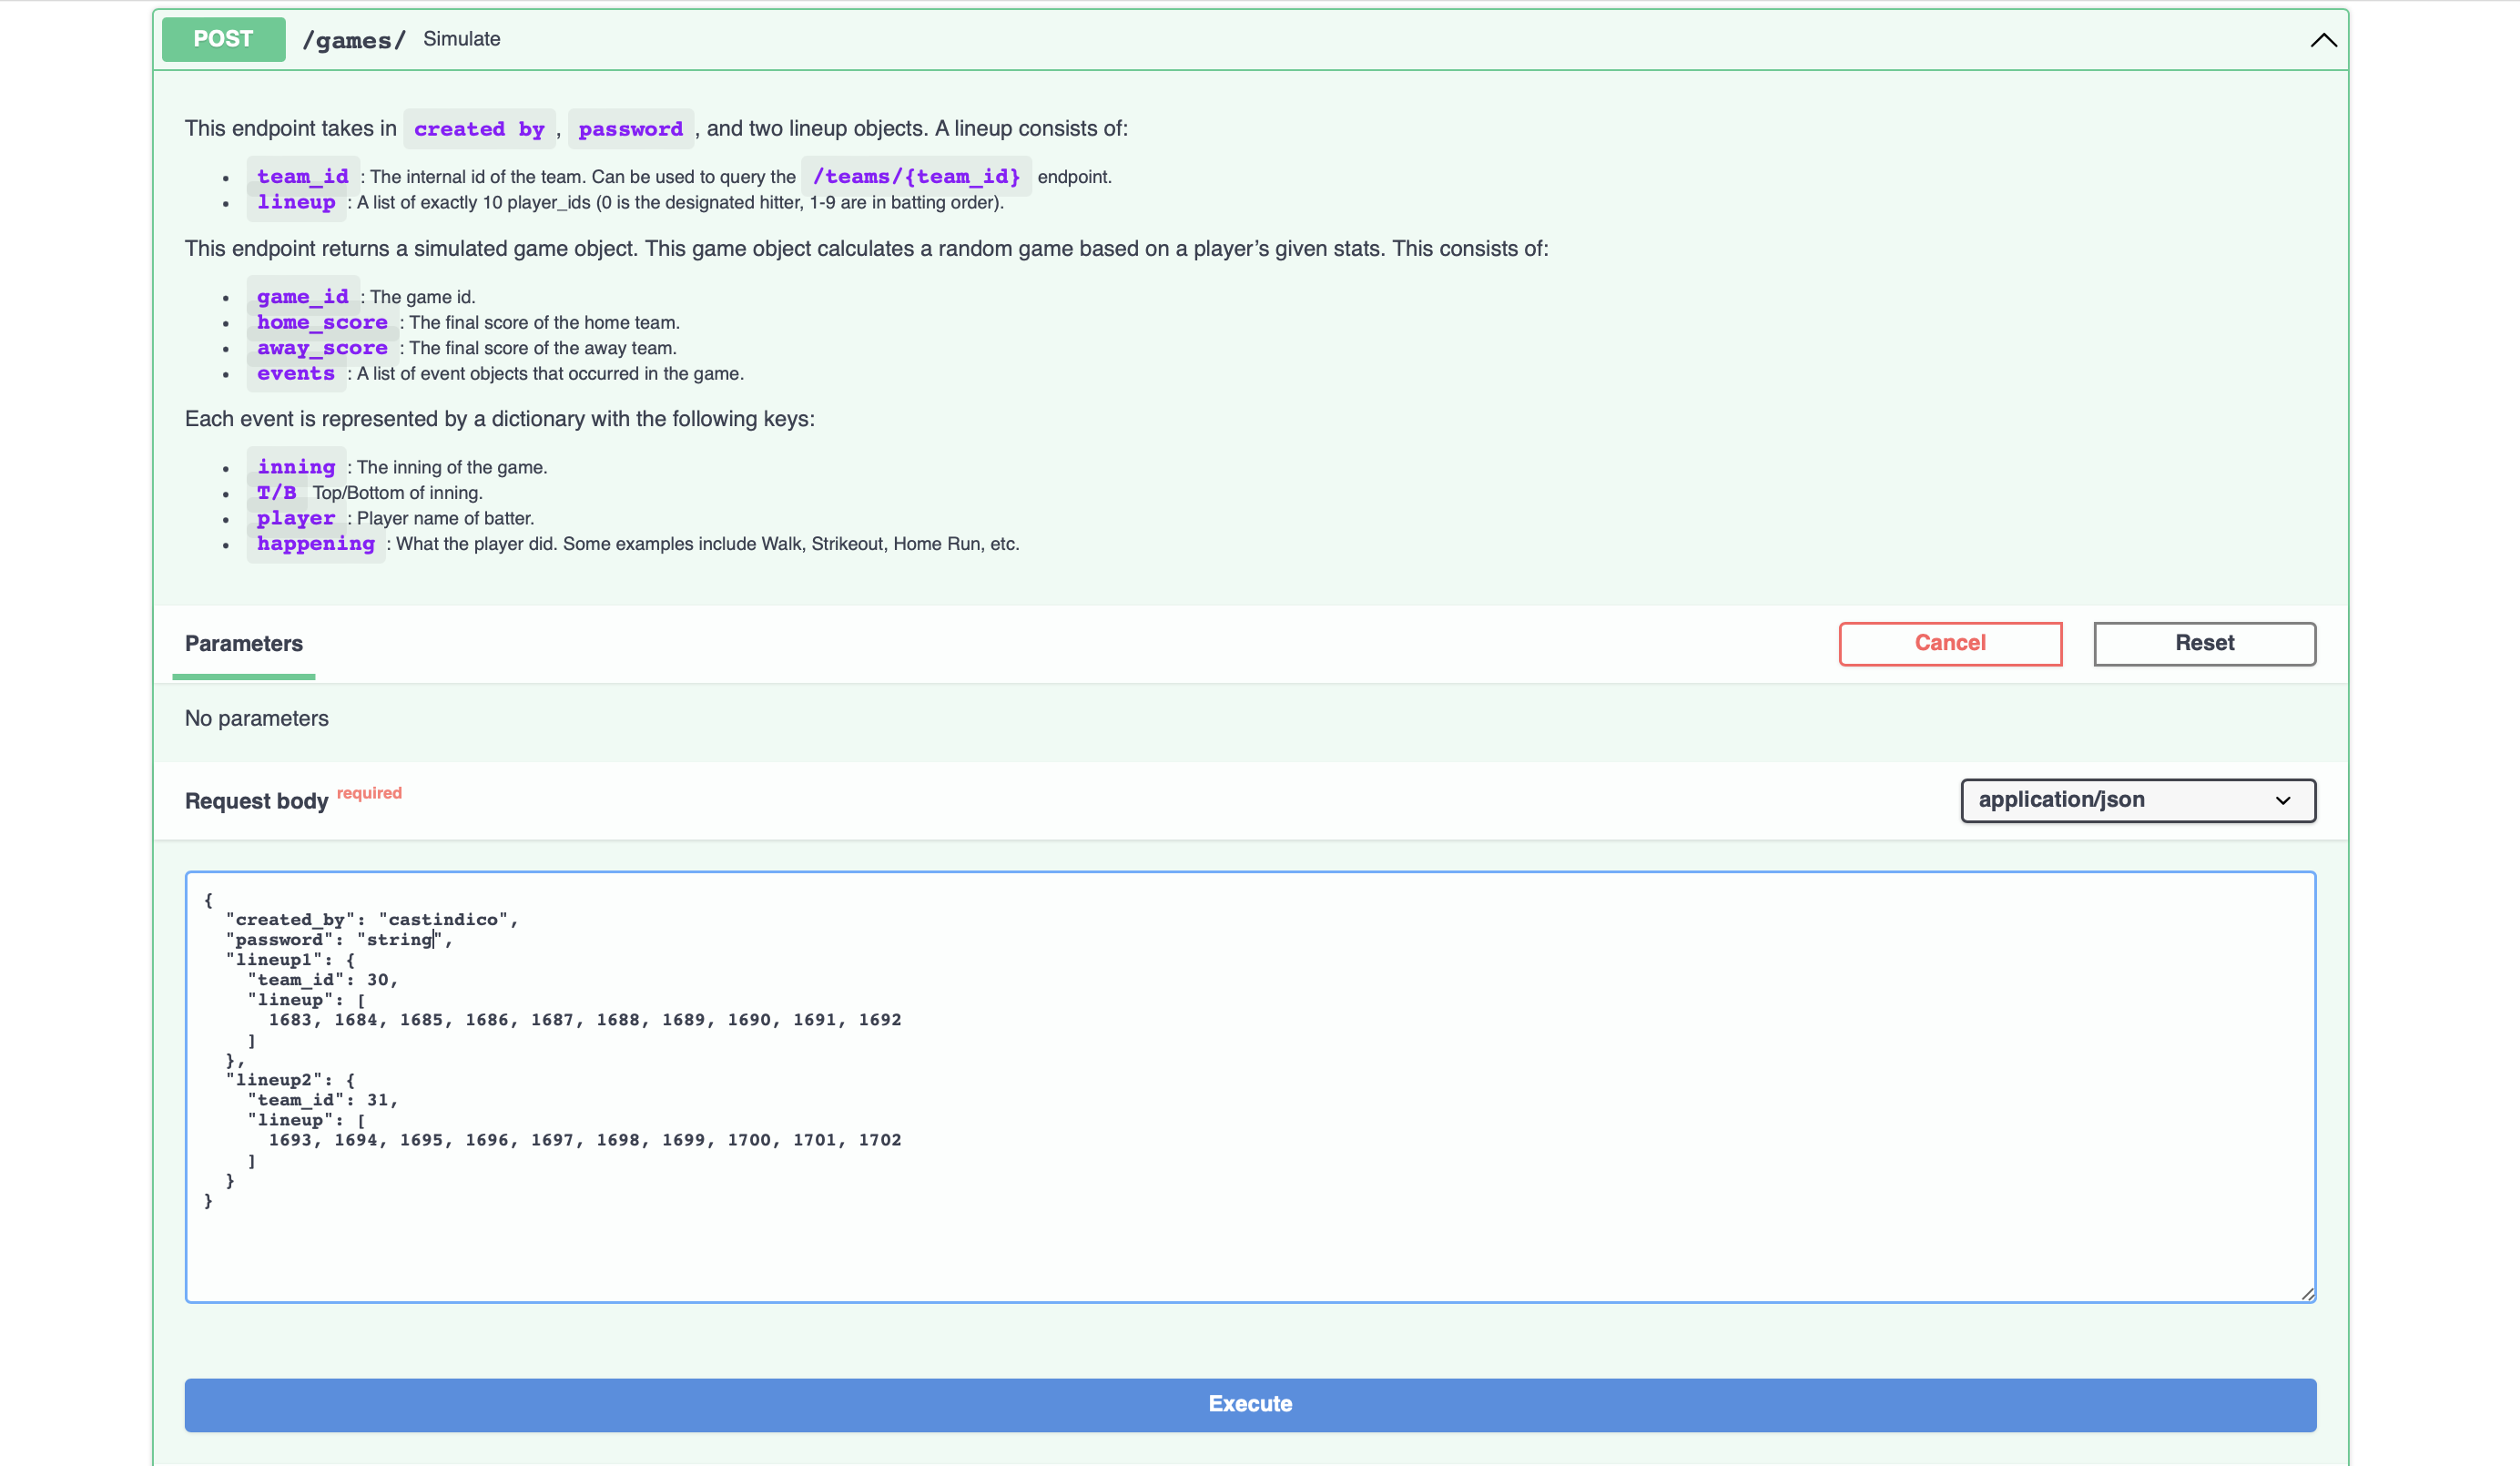 POST /games/ Simulate
This endpoint takes in created by , password , and two lineup objects. A lineup consists of:
• team_id : The internal id of the team. Can be used to query the /teams/{team_id} endpoint.
• lineup : A list of exactly 10 player_ids (0 is the designated hitter, 1-9 are in batting order).
This endpoint returns a simulated game object. This game object calculates a random game based on a player’s given stats. This consists of:
• game_id : The game id.
• home_score : The final score of the home team.
• away_score : The final score of the away team.
• events : A list of event objects that occurred in the game.
Each event is represented by a dictionary with the following keys:
• inning : The inning of the game.
• T/B Top/Bottom of inning.
• player : Player name of batter.
• happening : What the player did. Some examples include Walk, Strikeout, Home Run, etc.
Parameters
Cancel
Reset
No parameters
Request body required
application/json
{
"created_by": "castindico",
"password": "string",
"lineup1": {
"team_id": 30,
"lineup": [
1683, 1684, 1685, 1686, 1687, 1688, 1689, 1690, 1691, 1692
]
},
"lineup2": {
"team_id": 31,
"lineup": [
1693, 1694, 1695, 1696, 1697, 1698, 1699, 1700, 1701, 1702
]
}
}
Execute